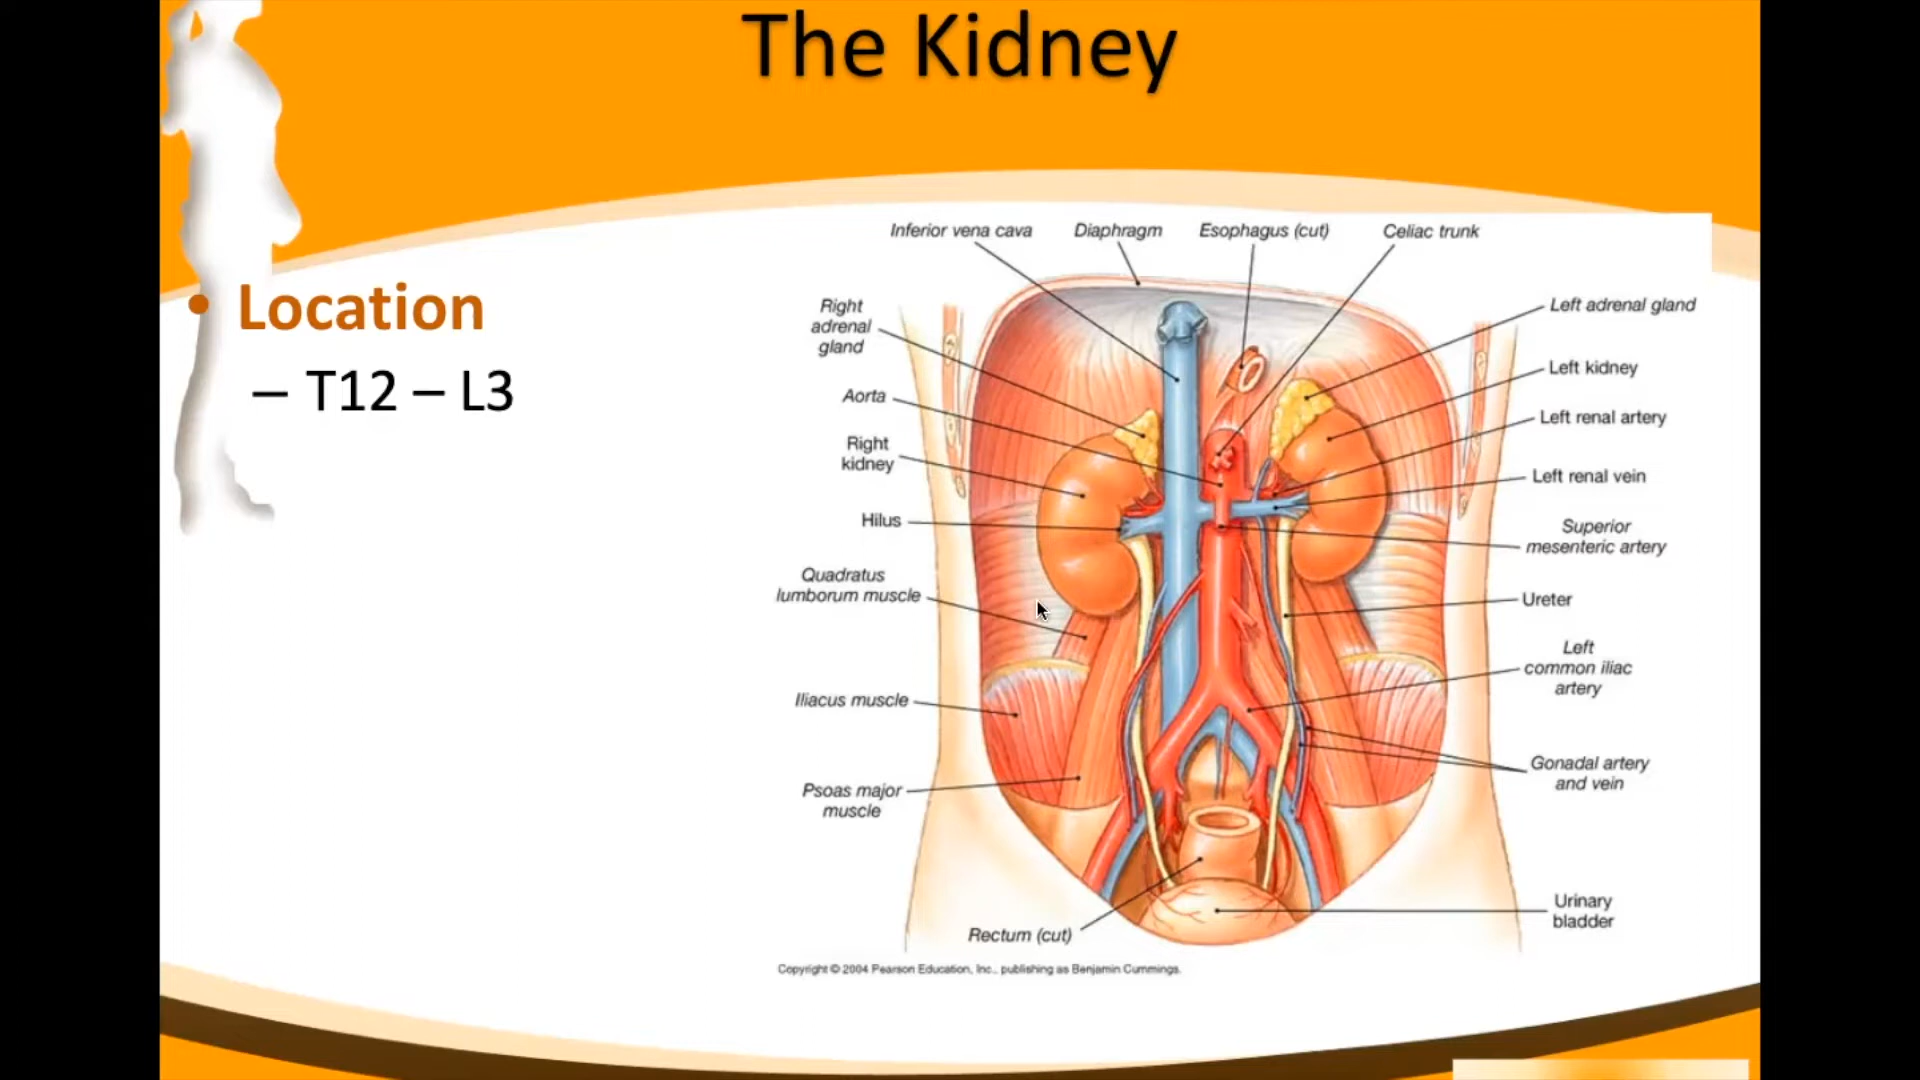 The Kidney
• Location
– T12 – L3
Inferior vena cava
Diaphragm
Esophagus (cut)
Celiac trunk
Right
adrenal
gland
Aorta
Right
kidney
Hilus
Quadratus
lumborum muscle
Iliacus muscle
Psoas major
muscle
Rectum (cut)
Left adrenal gland
Left kidney
Left renal artery
Left renal vein
Superior
mesenteric artery
Ureter
Left
common iliac
artery
Gonadal artery
and vein
Urinary
bladder
Copyright © 2004 Pearson Education, Inc., publishing as Benjamin Cummings.